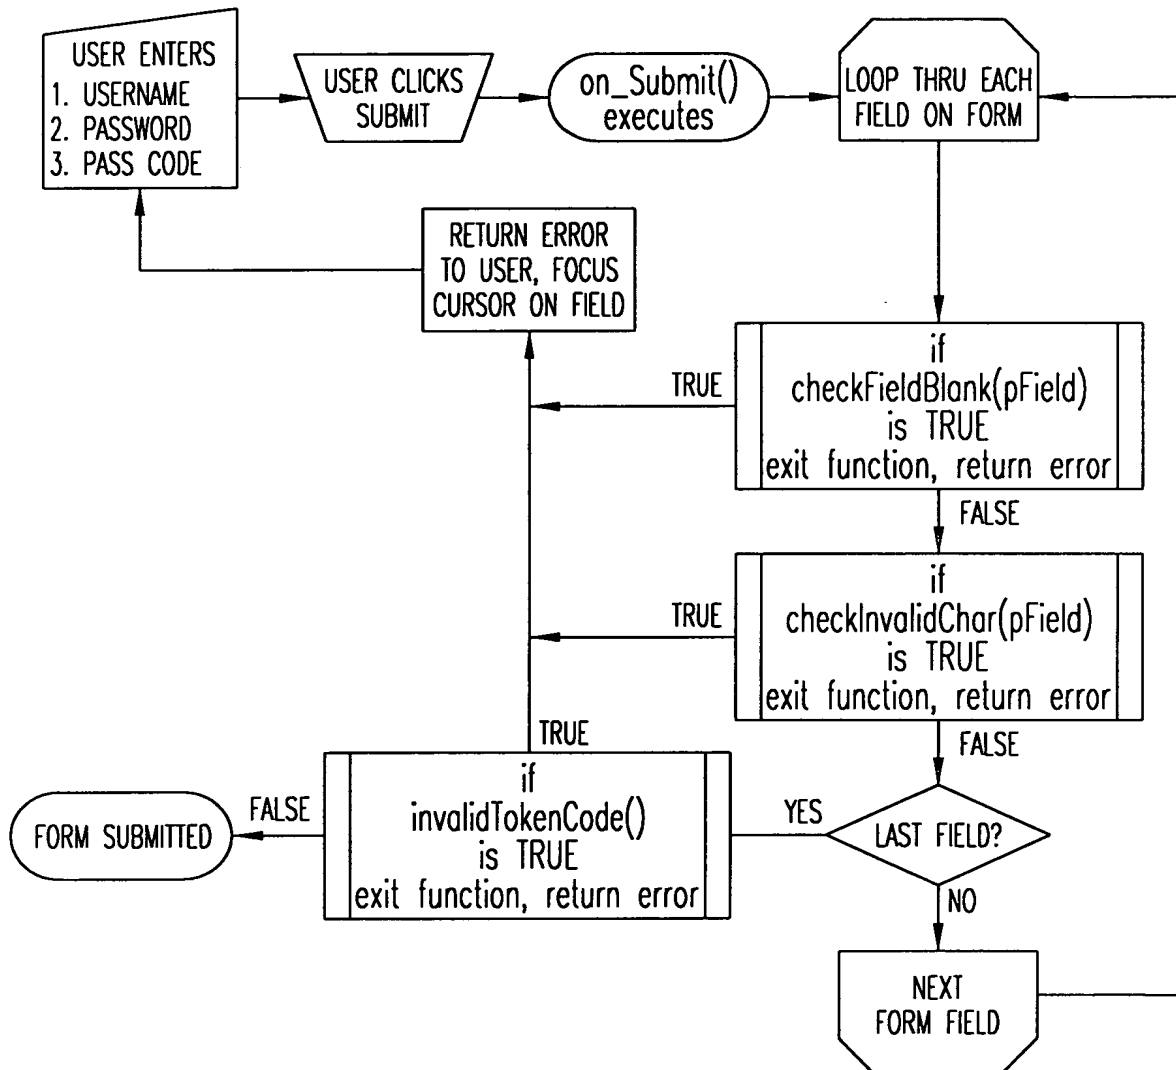 USER ENTERS
1. USERNAME
2. PASSWORD
3. PASS CODE
USER CLICKS
SUBMIT
on_Submit()
executes
LOOP THRU EACH
FIELD ON FORM
RETURN ERROR
TO USER, FOCUS
CURSOR ON FIELD
TRUE
if
checkFieldBlank(pField)
is TRUE
exit function, return error
FALSE
TRUE
if
checkInvalidChar(pField)
is TRUE
exit function, return error
FALSE
TRUE
FORM SUBMITTED
FALSE
if
invalidTokenCode()
is TRUE
exit function, return error
YES
LAST FIELD?
NO
NEXT
FORM FIELD